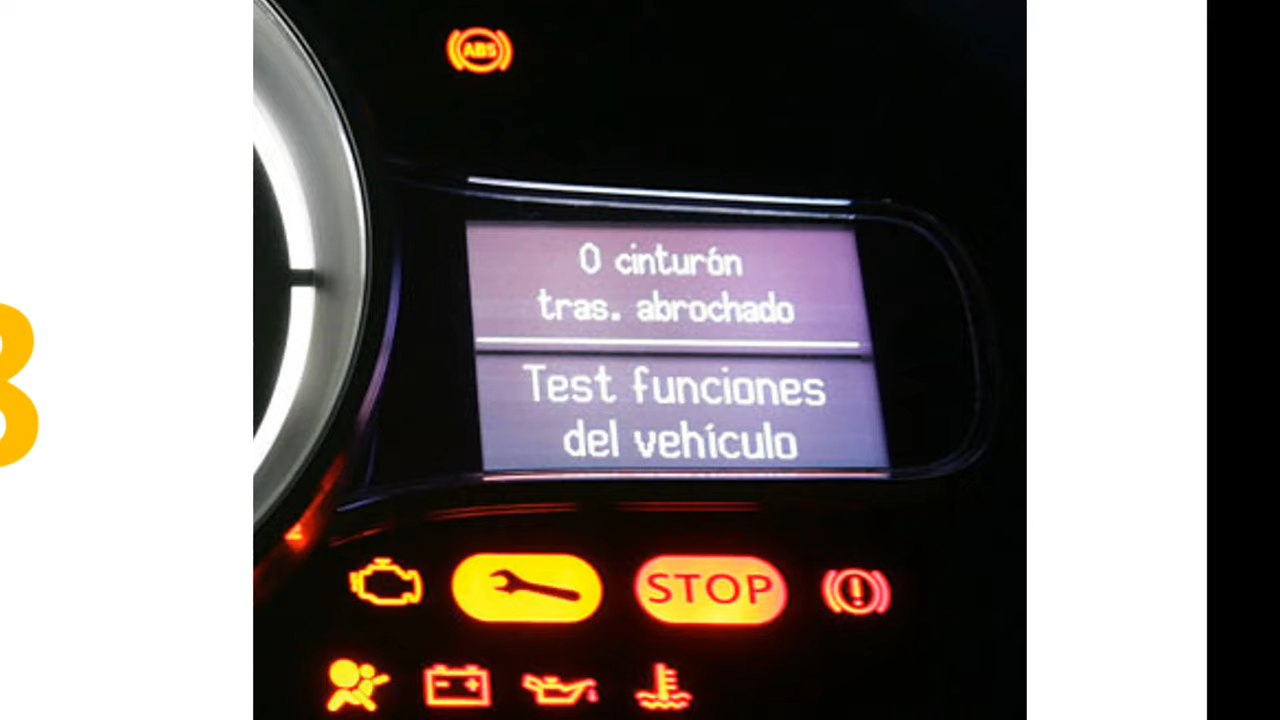 ABS
0 cinturón
tras. abrochado
Test funciones
del vehículo
STOP